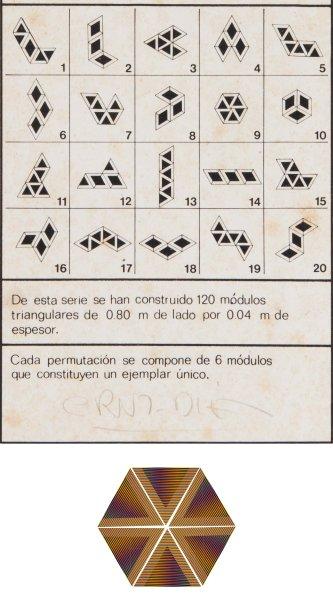 1 2 3 4 5
6 7 8 9 10
11 12 13 14 15
16 17 18 19 20
De esta serie se han construido 120 módulos
triangulares de 0.80 m de lado por 0.04 m de
espesor.
Cada permutación se compone de 6 módulos
que constituyen un ejemplar único.